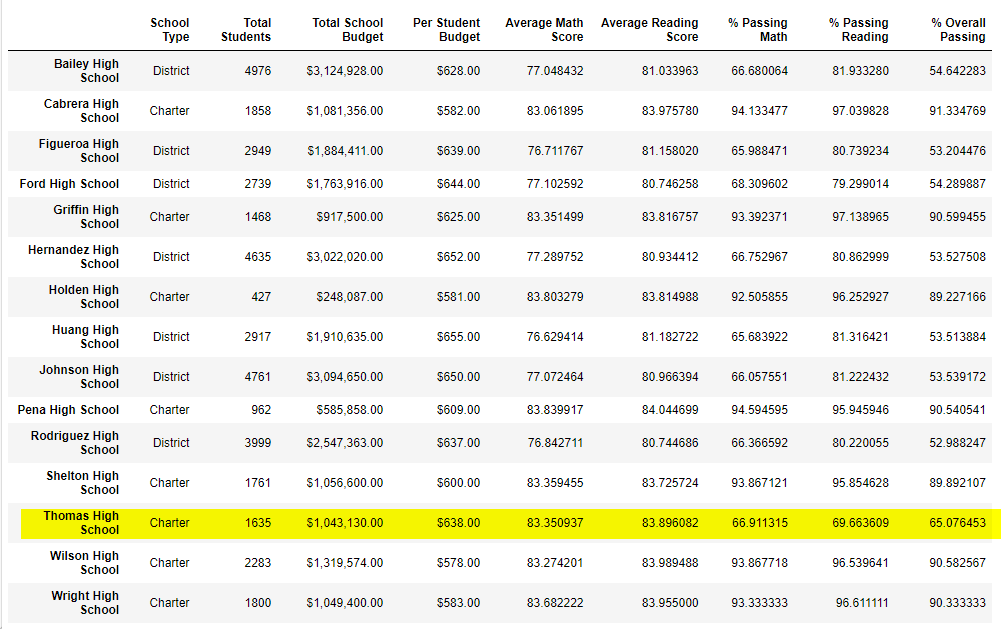 School Type Total Students Total School Budget Per Student Budget Average Math Score Average Reading Score % Passing Math % Passing Reading % Overall Passing
Bailey High School District 4976 $3,124,928.00 $628.00 77.048432 81.033963 66.680064 81.933280 54.642283
Cabrera High School Charter 1858 $1,081,356.00 $582.00 83.061895 83.975780 94.133477 97.039828 91.334769
Figueroa High School District 2949 $1,884,411.00 $639.00 76.711767 81.158020 65.988471 80.739234 53.204476
Ford High School District 2739 $1,763,916.00 $644.00 77.102592 80.746258 68.309602 79.299014 54.289887
Griffin High School Charter 1468 $917,500.00 $625.00 83.351499 83.816757 93.392371 97.138965 90.599455
Hernandez High School District 4635 $3,022,020.00 $652.00 77.289752 80.934412 66.752967 80.862999 53.527508
Holden High School Charter 427 $248,087.00 $581.00 83.803279 83.814988 92.505855 96.252927 89.227166
Huang High School District 2917 $1,910,635.00 $655.00 76.629414 81.182722 65.683922 81.316421 53.513884
Johnson High School District 4761 $3,094,650.00 $650.00 77.072464 80.966394 66.057551 81.222432 53.539172
Pena High School Charter 962 $585,858.00 $609.00 83.839917 84.044699 94.594595 95.945946 90.540541
Rodriguez High School District 3999 $2,547,363.00 $637.00 76.842711 80.744686 66.366592 80.220055 52.988247
Shelton High School Charter 1761 $1,056,600.00 $600.00 83.359455 83.725724 93.867121 95.854628 89.892107
Thomas High School Charter 1635 $1,043,130.00 $638.00 83.350937 83.896082 66.911315 69.663609 65.076453
Wilson High School Charter 2283 $1,319,574.00 $578.00 83.274201 83.989488 93.867718 96.539641 90.582567
Wright High School Charter 1800 $1,049,400.00 $583.00 83.682222 83.955000 93.333333 96.611111 90.333333